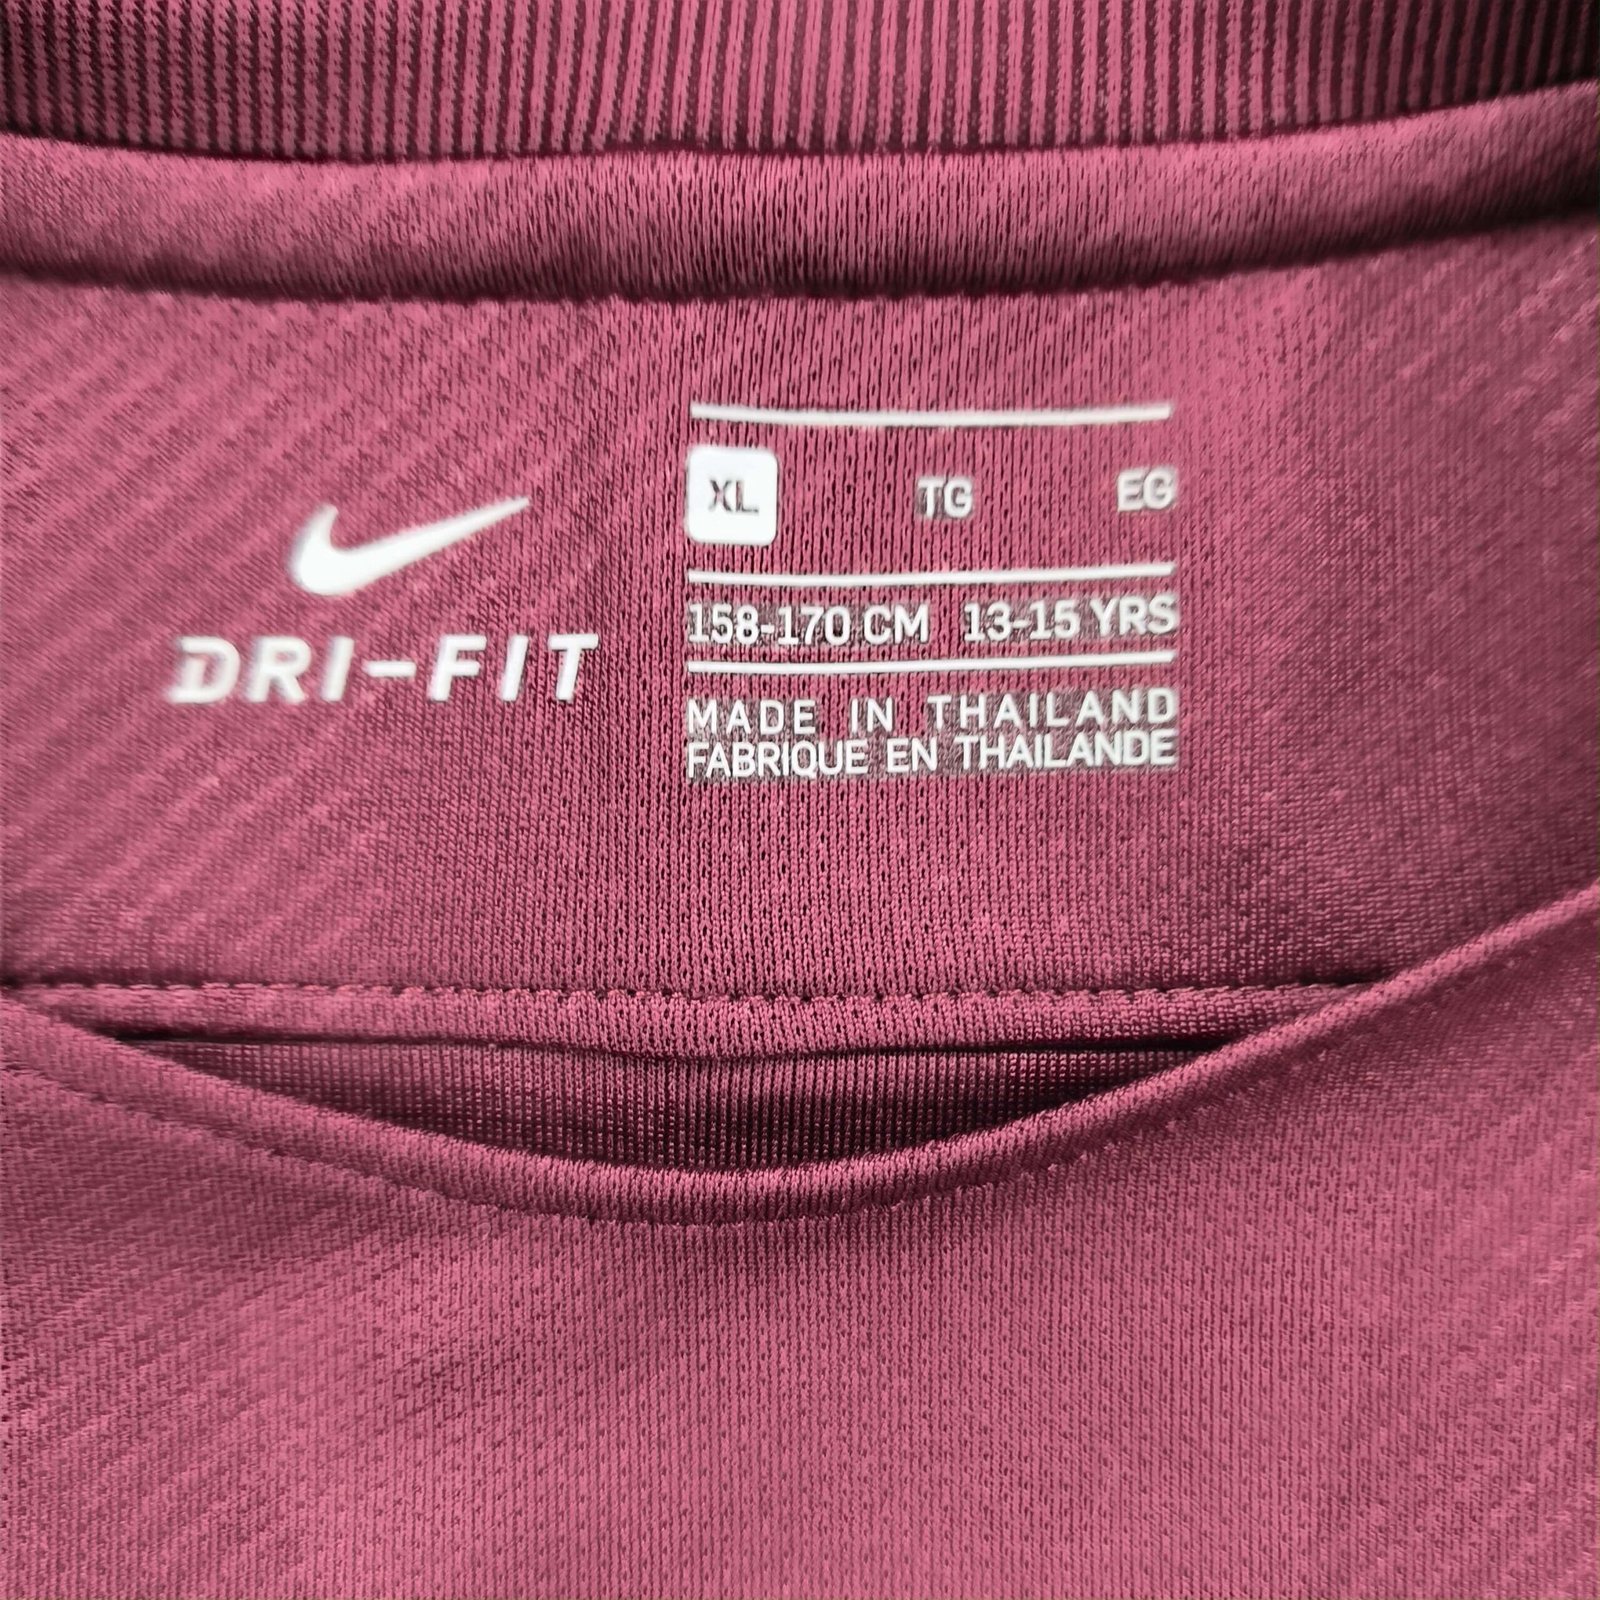 DRI-FIT
XL TG EG
158-170 CM 13-15 YRS
MADE IN THAILAND
FABRIQUE EN THAILANDE